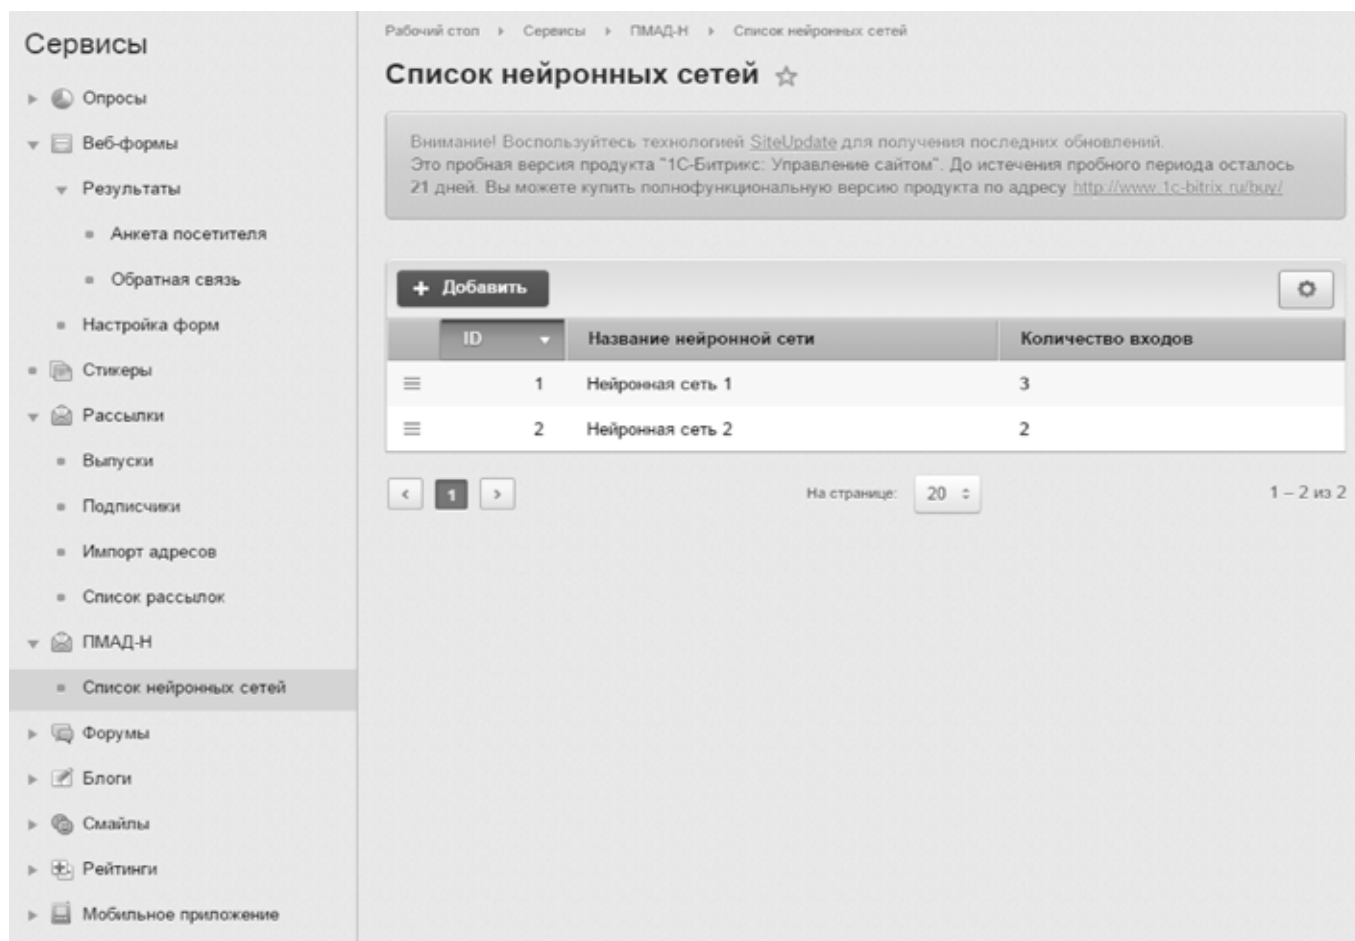 Сервисы
Опросы
Веб-формы
Результаты
Анкета посетителя
Обратная связь
Настройка форм
Стикеры
Рассылки
Выпуски
Подписчики
Импорт адресов
Список рассылок
ПМАД-Н
Список нейронных сетей
Форумы
Блоги
Смайлы
Рейтинги
Мобильное приложение
Рабочий стол Сервисы ПМАД-Н Список нейронных сетей
Список нейронных сетей
Внимание! Воспользуйтесь технологией SiteUpdate для получения последних обновлений.
Это пробная версия продукта "1С-Битрикс: Управление сайтом". До истечения пробного периода осталось
21 дней. Вы можете купить полнофункциональную версию продукта по адресу http://www.1c-bitrix.ru/buy/
+ Добавить
ID Название нейронной сети Количество входов
1 Нейронная сеть 1 3
2 Нейронная сеть 2 2
1 На странице: 20 1 – 2 из 2